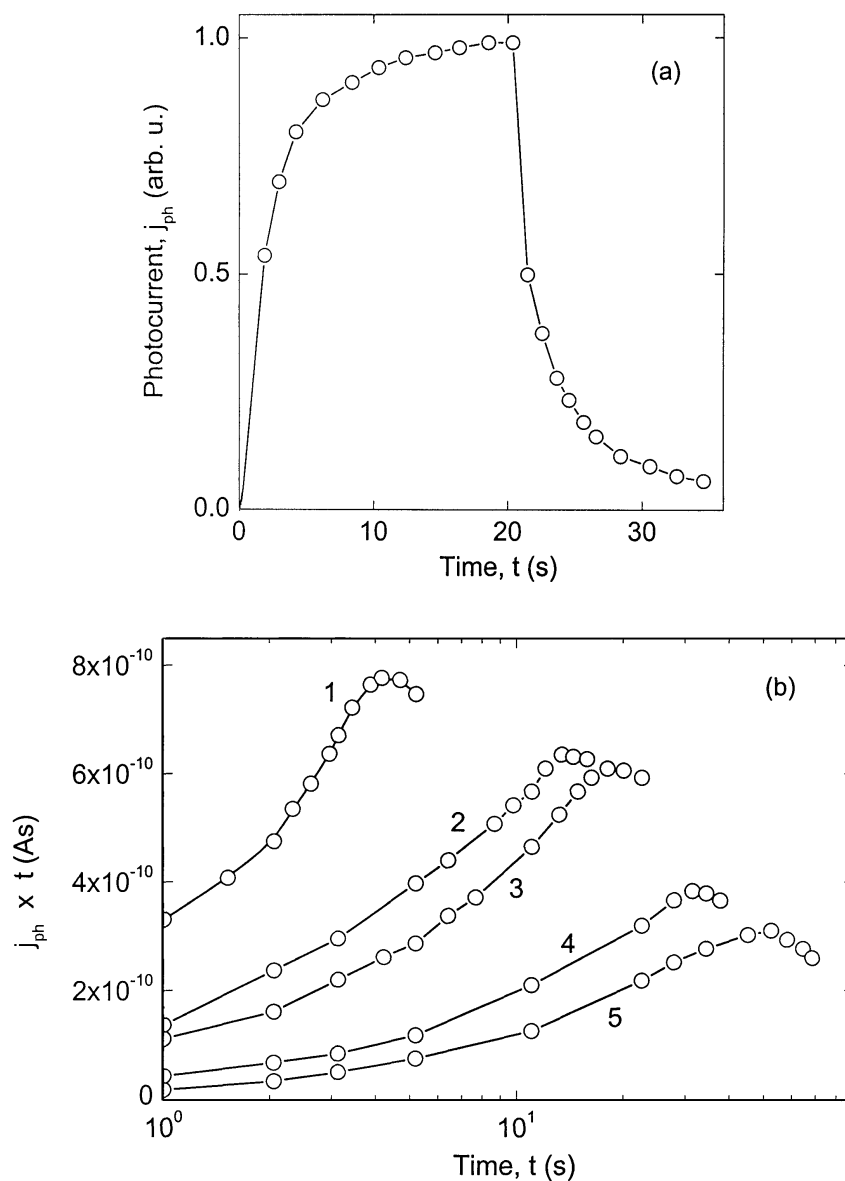 1.0
(a)
Photocurrent, j_ph (arb. u.)
0.5
0.0
0 10 20 30
Time, t (s)
8x10^-10
(b)
1
6x10^-10
2
3
j_ph x t (As)
4x10^-10
4
2x10^-10
5
0
10^0 10^1
Time, t (s)